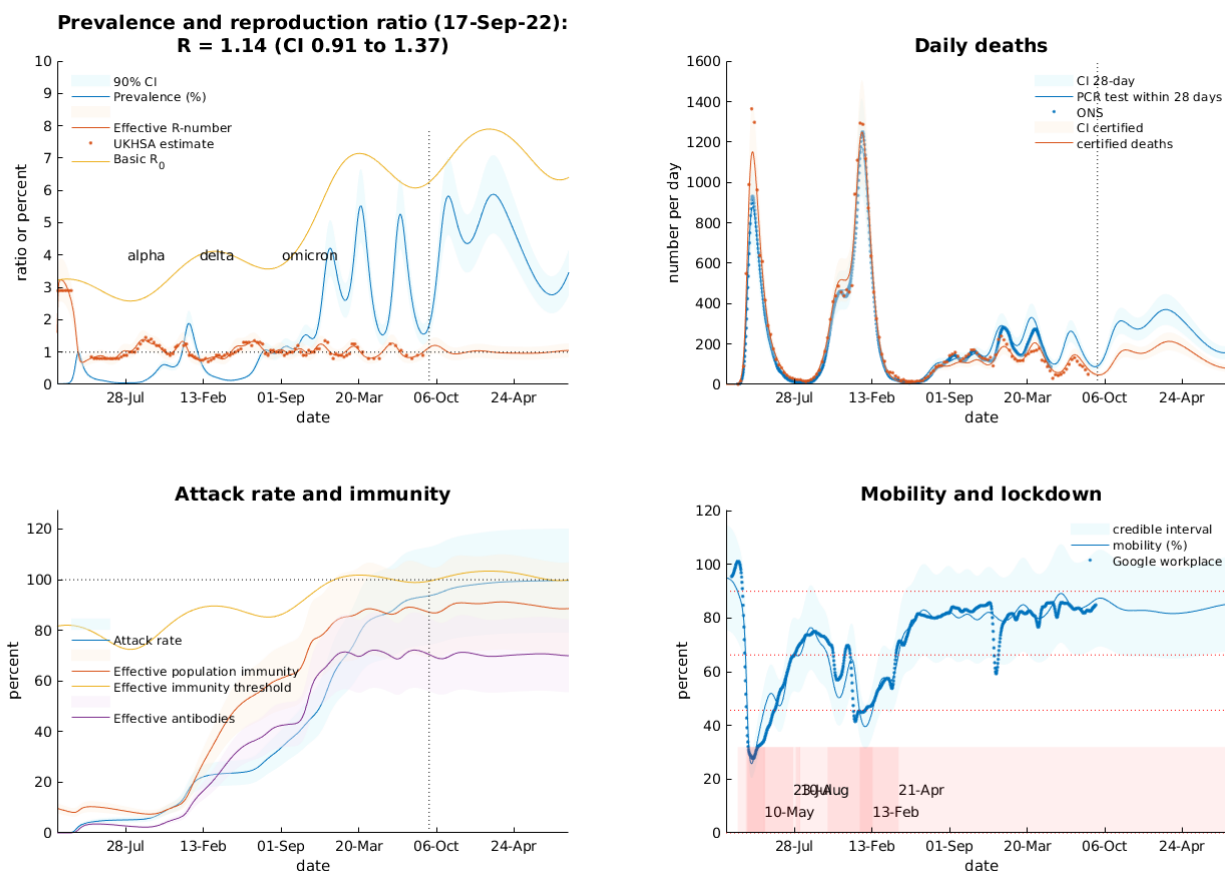 Prevalence and reproduction ratio (17-Sep-22):
R = 1.14 (CI 0.91 to 1.37)
10
9
8
7
6
5
4
3
2
1
0
ratio or percent
90% CI
Prevalence (%)
Effective R-number
UKHSA estimate
Basic R0
alpha
delta
omicron
28-Jul
13-Feb
01-Sep
20-Mar
06-Oct
24-Apr
date
Daily deaths
1600
1400
1200
1000
800
600
400
200
0
number per day
CI 28-day
PCR test within 28 days
ONS
CI certified
certified deaths
28-Jul
13-Feb
01-Sep
20-Mar
06-Oct
24-Apr
date
Attack rate and immunity
120
100
80
60
40
20
0
percent
Attack rate
Effective population immunity
Effective immunity threshold
Effective antibodies
28-Jul
13-Feb
01-Sep
20-Mar
06-Oct
24-Apr
date
Mobility and lockdown
120
100
80
60
40
20
0
percent
credible interval
mobility (%)
Google workplace
10-Aug
21-Apr
10-May
13-Feb
28-Jul
13-Feb
01-Sep
20-Mar
06-Oct
24-Apr
date